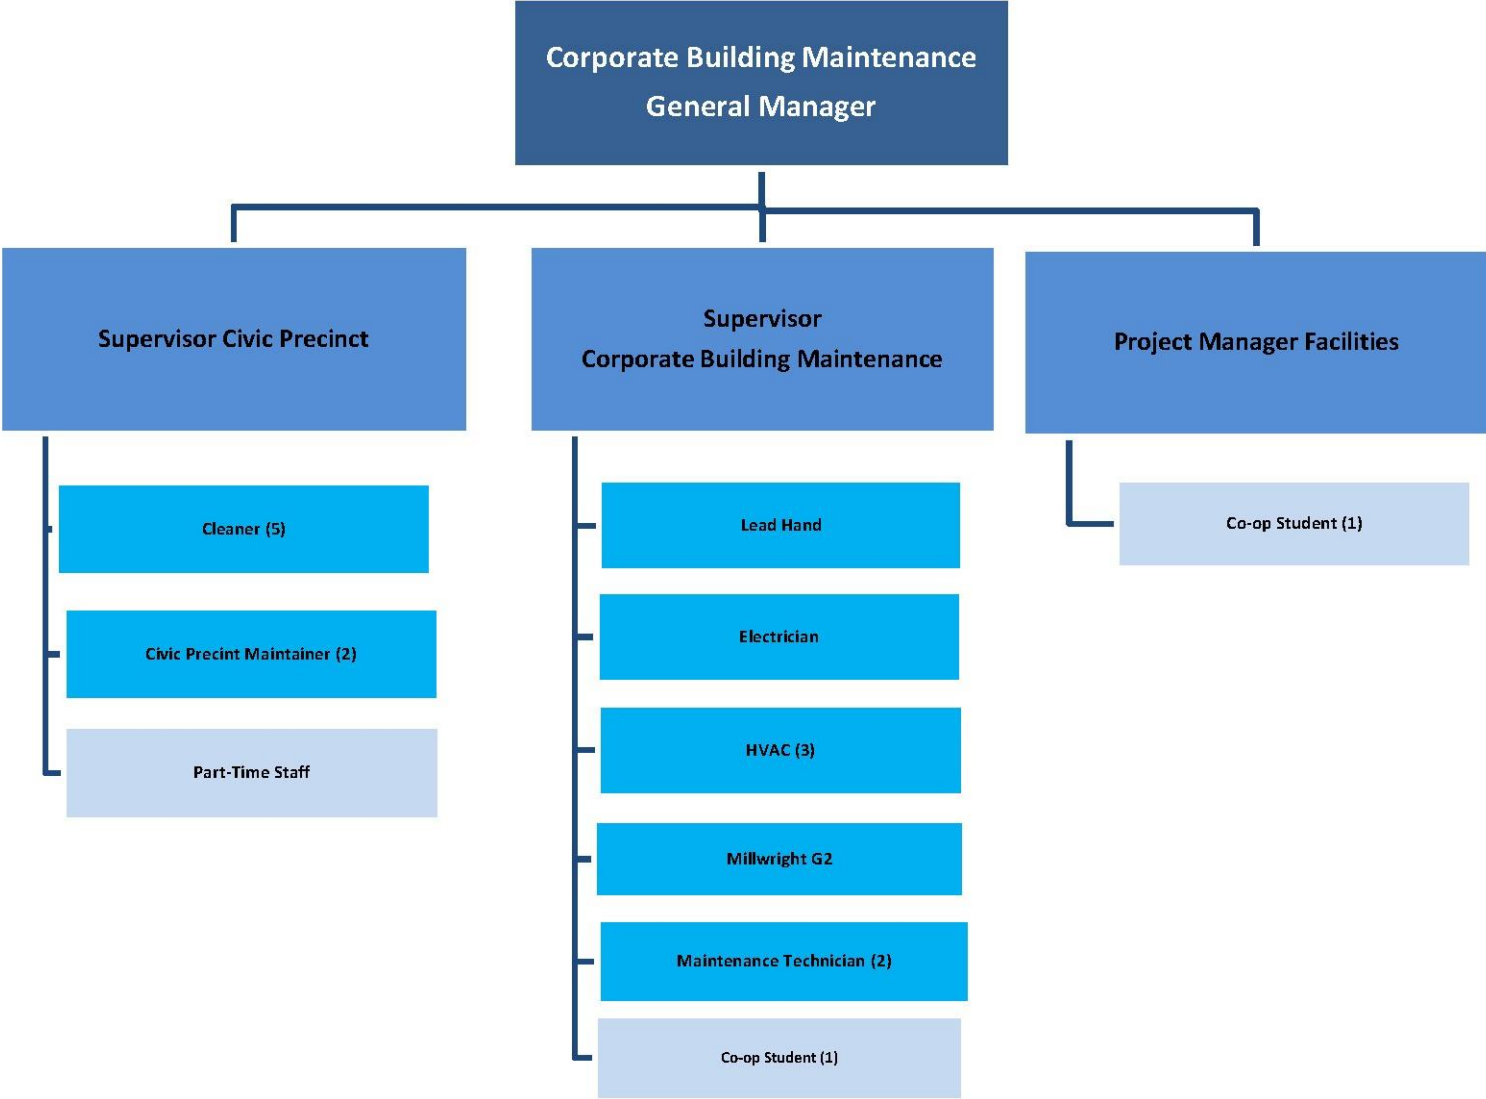 Corporate Building Maintenance
General Manager
Supervisor Civic Precinct
Cleaner (5)
Civic Precint Maintainer (2)
Part-Time Staff
Supervisor
Corporate Building Maintenance
Lead Hand
Electrician
HVAC (3)
Millwright G2
Maintenance Technician (2)
Co-op Student (1)
Project Manager Facilities
Co-op Student (1)